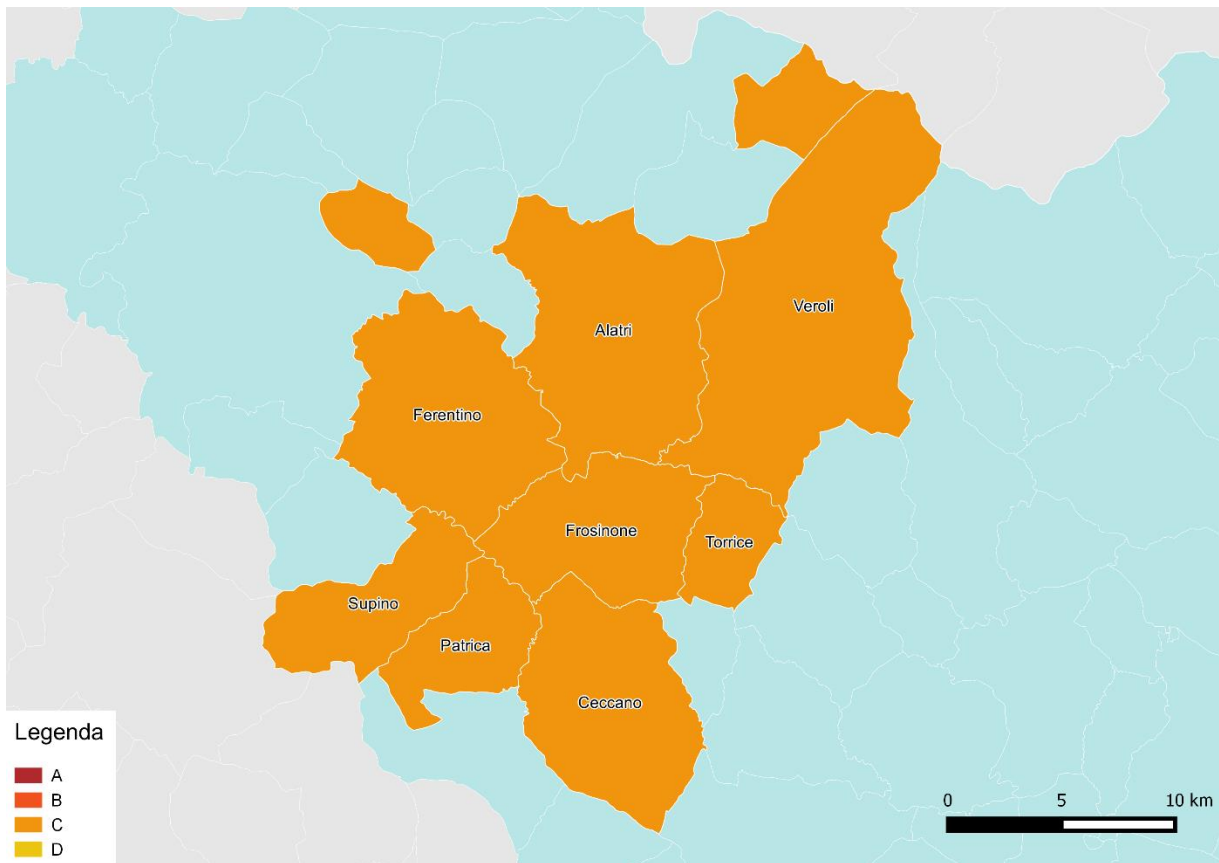 Veroli
Alatri
Ferentino
Frosinone
Torrice
Supino
Patrica
Ceccano
Legenda
A
B
C
D
0 5 10 km